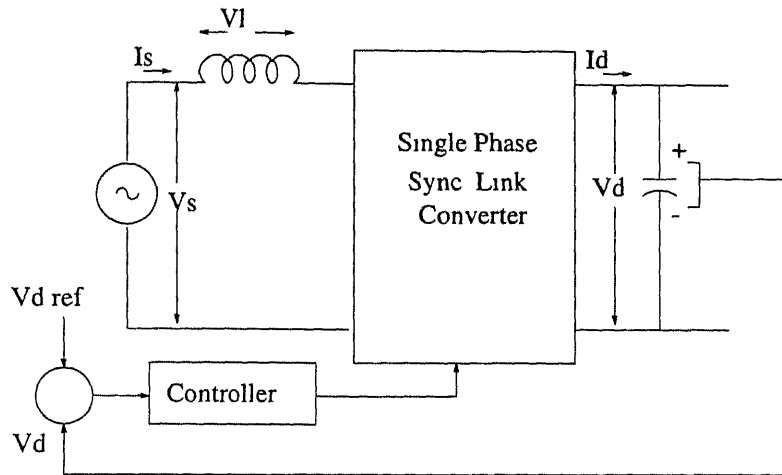 Vl
Is
Id
Single Phase
Sync Link
Converter
Vs
Vd
+
-
Vd ref
Controller
Vd